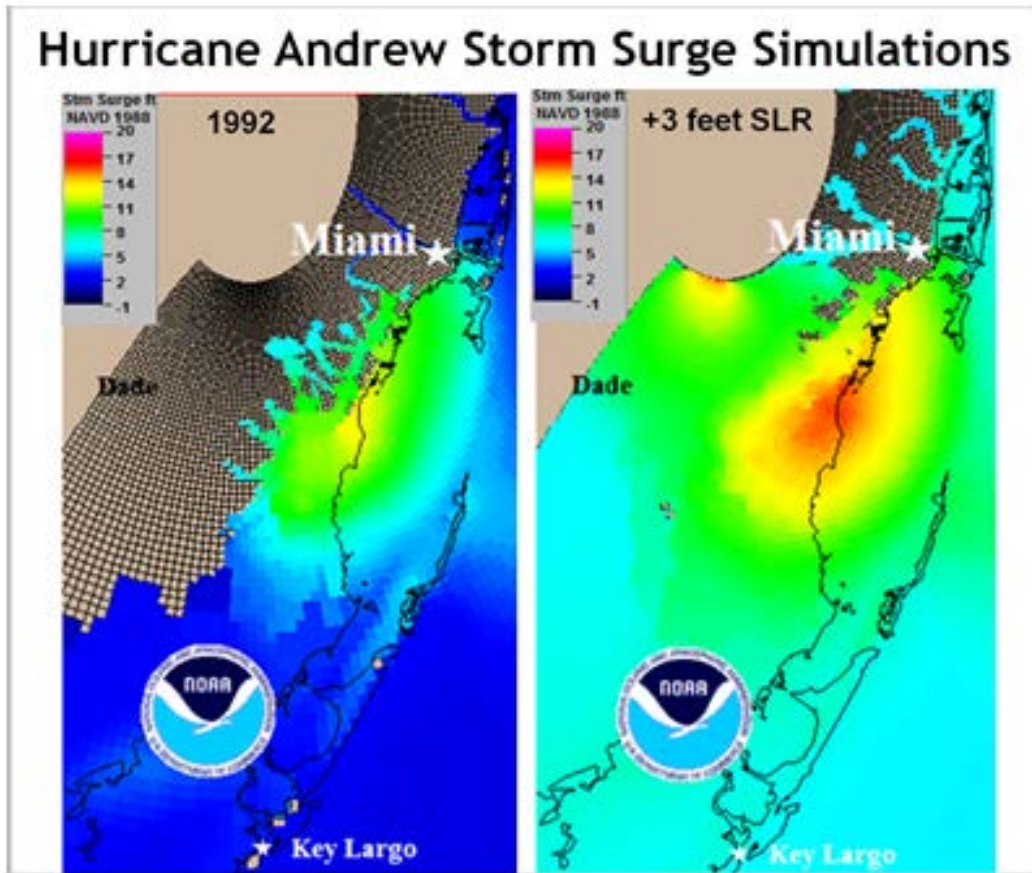 Hurricane Andrew Storm Surge Simulations
Stm Surge ft
NAVD 1988
20
17
14
11
8
5
2
-1
1992
Miami
Dade
NOAA
Key Largo
Stm Surge ft
NAVD 1988
20
17
14
11
8
5
2
-1
+3 feet SLR
Miami
Dade
NOAA
Key Largo